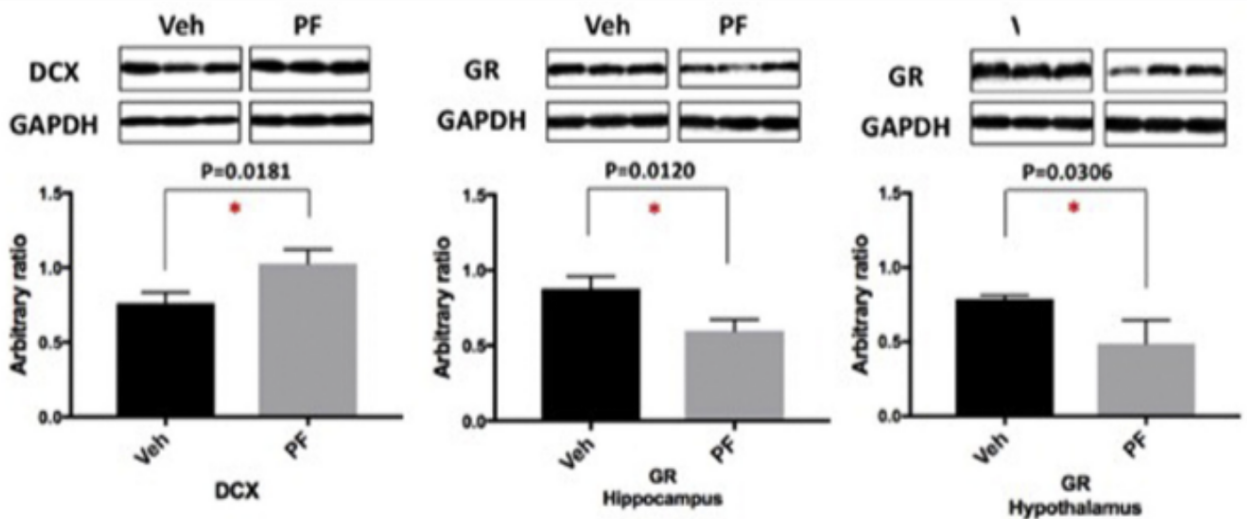 Veh PF
DCX
GAPDH
P=0.0181
*
1.5
1.0
0.5
0.0
Arbitrary ratio
Veh PF
DCX
Veh PF
GR
GAPDH
P=0.0120
*
1.5
1.0
0.5
0.0
Arbitrary ratio
Veh PF
GR
Hippocampus
\
GR
GAPDH
P=0.0306
*
1.5
1.0
0.5
0.0
Arbitrary ratio
Veh PF
GR
Hypothalamus